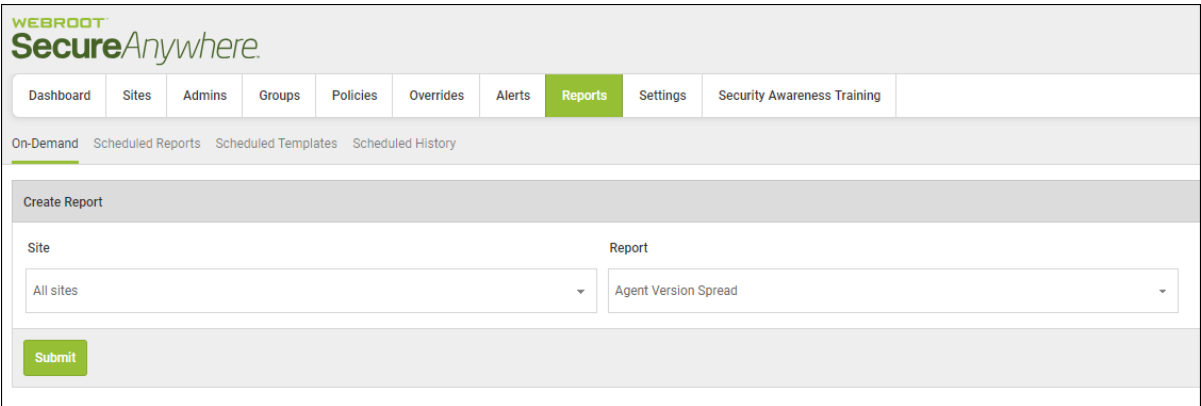 WEBROOT
SecureAnywhere.
Dashboard Sites Admins Groups Policies Overrides Alerts Reports Settings Security Awareness Training
On-Demand Scheduled Reports Scheduled Templates Scheduled History
Create Report
Site Report
All sites Agent Version Spread
Submit